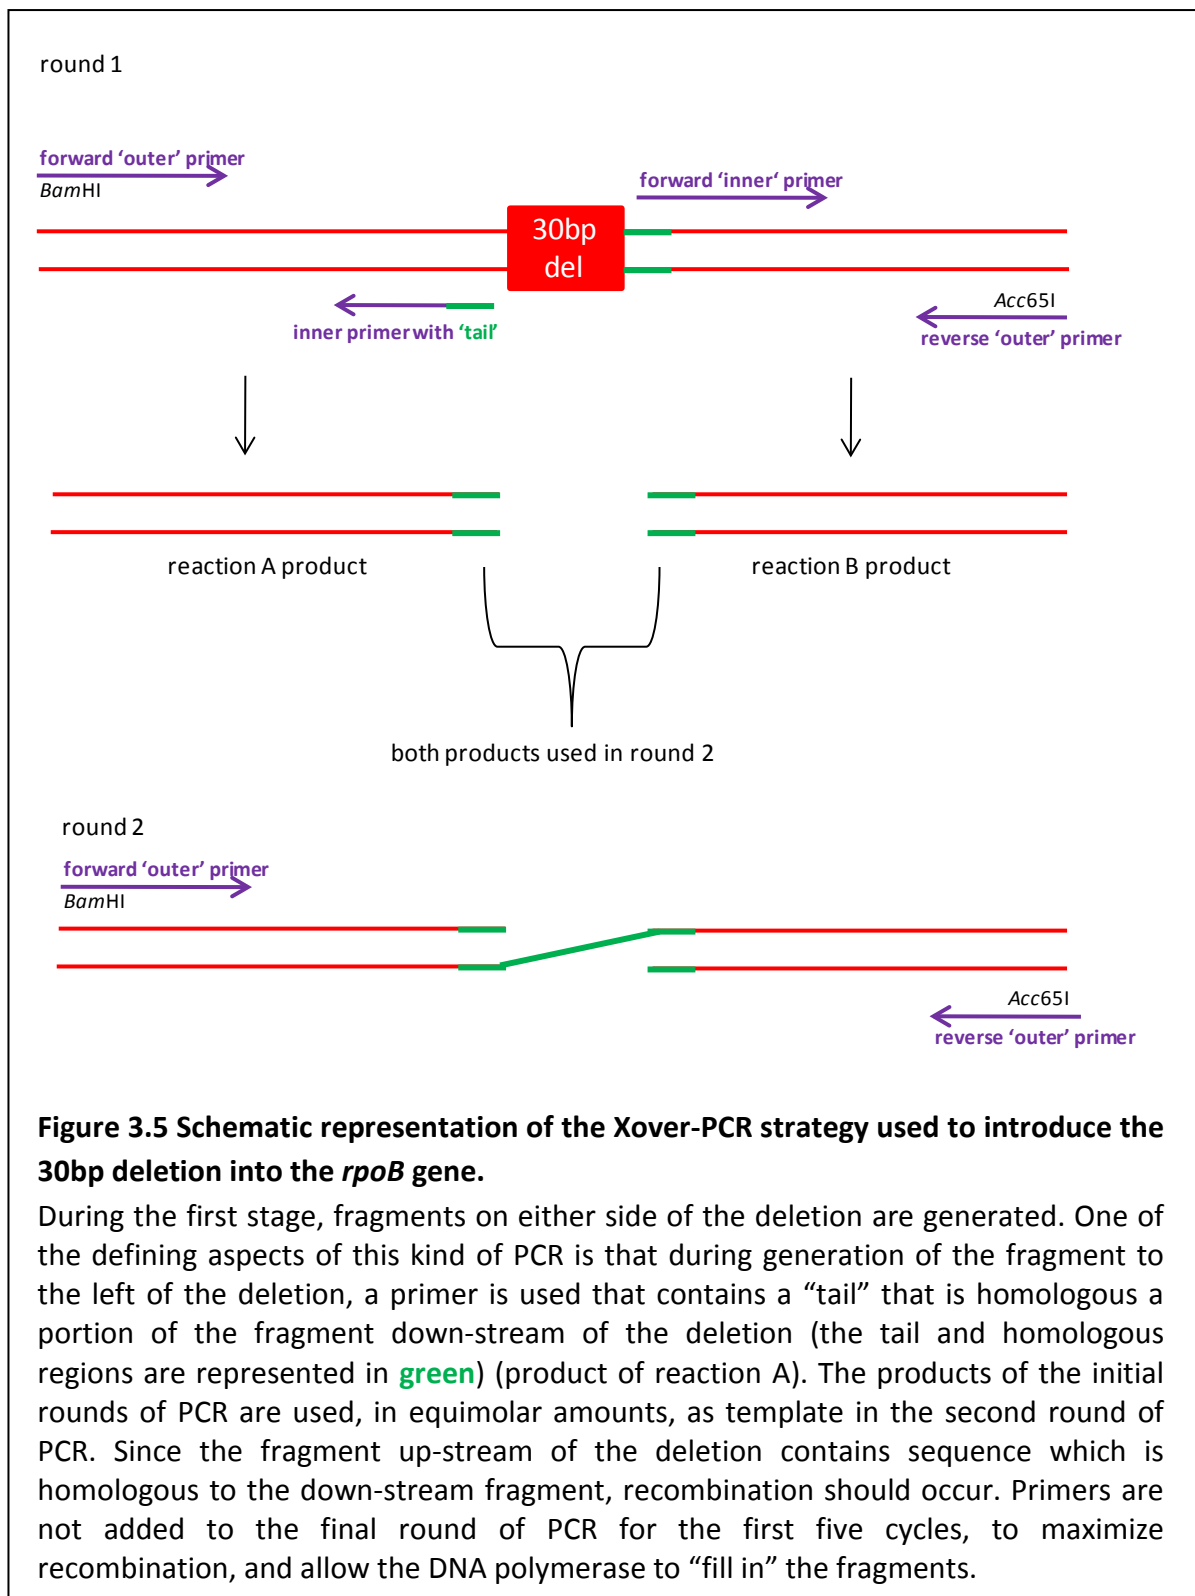 round 1
forward ‘outer’ primer
BamHI
forward ‘inner‘ primer
30bp
del
Acc65I
inner primer with ‘tail’
reverse ‘outer’ primer
reaction A product
reaction B product
both products used in round 2
round 2
forward ‘outer’ primer
BamHI
Acc65I
reverse ‘outer’ primer
Figure 3.5 Schematic representation of the Xover-PCR strategy used to introduce the
30bp deletion into the rpoB gene.
During the first stage, fragments on either side of the deletion are generated. One of
the defining aspects of this kind of PCR is that during generation of the fragment to
the left of the deletion, a primer is used that contains a “tail” that is homologous a
portion of the fragment down-stream of the deletion (the tail and homologous
regions are represented in green) (product of reaction A). The products of the initial
rounds of PCR are used, in equimolar amounts, as template in the second round of
PCR. Since the fragment up-stream of the deletion contains sequence which is
homologous to the down-stream fragment, recombination should occur. Primers are
not added to the final round of PCR for the first five cycles, to maximize
recombination, and allow the DNA polymerase to “fill in” the fragments.